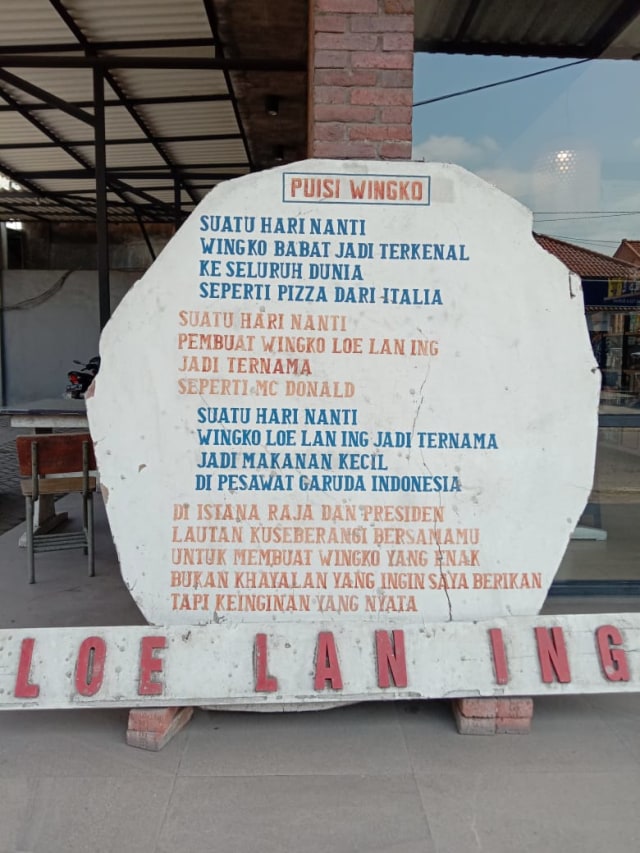 PUISI WINGKO
SUATU HARI NANTI
WINGKO BABAT JADI TERKENAL
KE SELURUH DUNIA
SEPERTI PIZZA DARI ITALIA
SUATU HARI NANTI
PEMBUAT WINGKO LOE LAN ING
JADI TERNAMA
SEPERTI MC DONALD
SUATU HARI NANTI
WINGKO LOE LAN ING JADI TERNAMA
JADI MAKANAN KECIL
DI PESAWAT GARUDA INDONESIA
DI ISTANA RAJA DAN PRESIDEN
LAUTAN KUSEBERANGI BERSAMAMU
UNTUK MEMBUAT WINGKO YANG ENAK
BUKAN KHAYALAN YANG INGIN SAYA BERIKAN
TAPI KEINGINAN YANG NYATA
LOE LAN ING